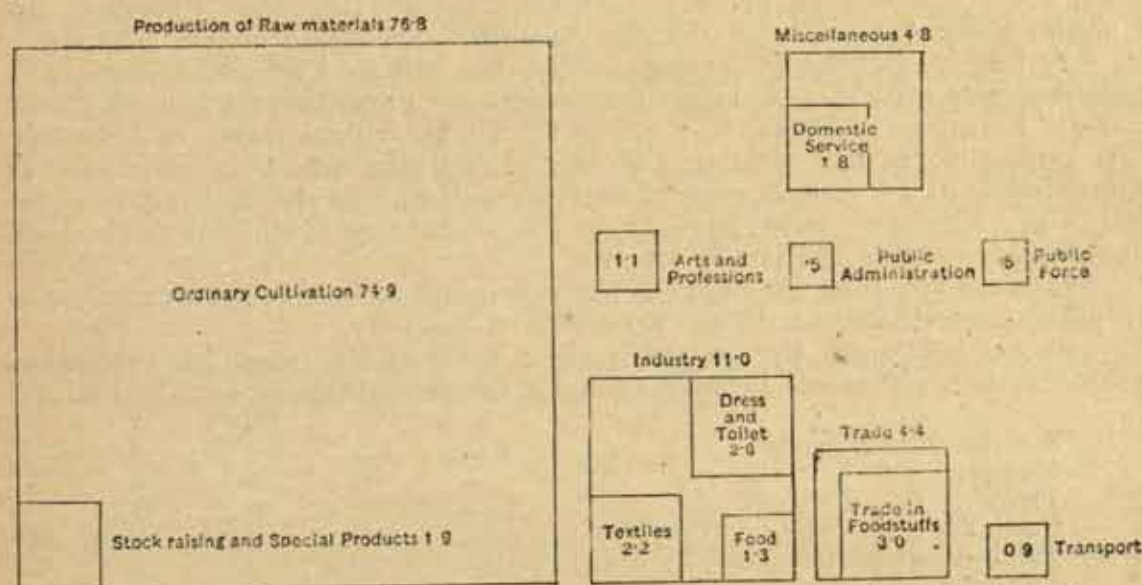 Production of Raw materials 76·8
Ordinary Cultivation 74·9
Stock raising and Special Products 1·9
Miscellaneous 4·8
Domestic
Service
1·8
1·1
Arts and
Professions
·5
Public
Administration
·5
Public
Force
Industry 11·0
Dress
and
Toilet
2·8
Textiles
2·2
Food
1·3
Trade 4·4
Trade in
Foodstuffs
3·0
0·9
Transport